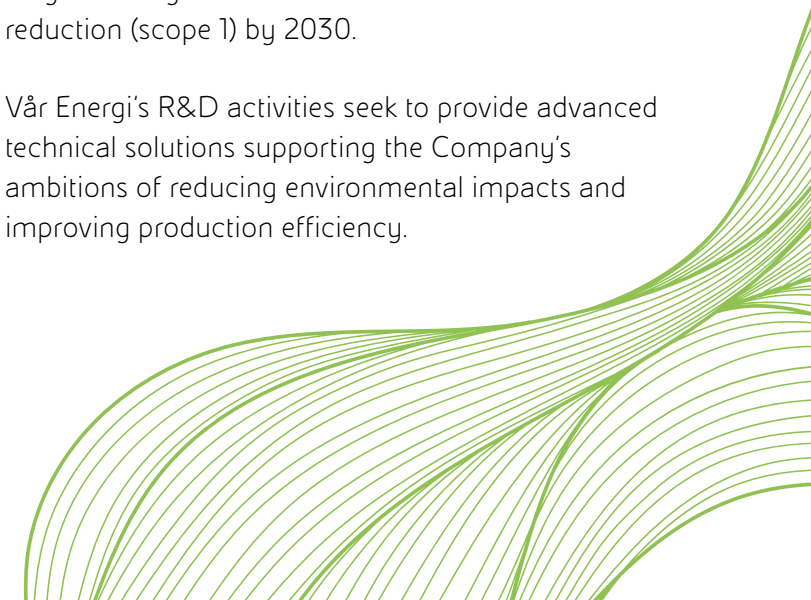 reduction (scope 1) by 2030.
Vår Energi's R&D activities seek to provide advanced
technical solutions supporting the Company's
ambitions of reducing environmental impacts and
improving production efficiency.